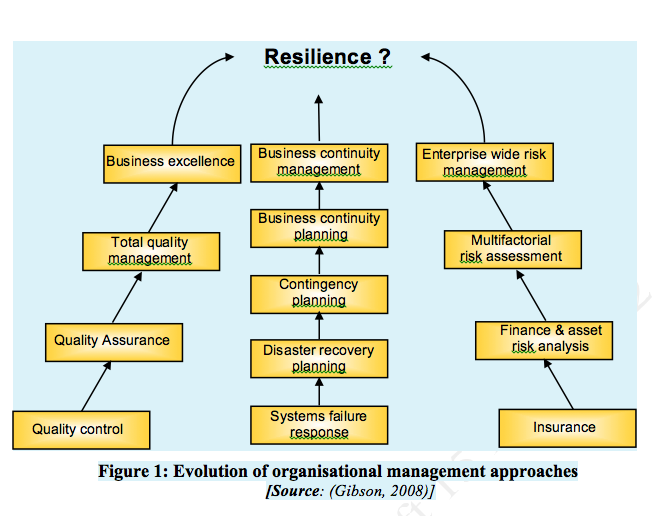 Resilience ?
Business excellence
Total quality
management
Quality Assurance
Quality control
Business continuity
management
Business continuity
planning
Contingency
planning
Disaster recovery
planning
Systems failure
response
Enterprise wide risk
management
Multifactorial
risk assessment
Finance & asset
risk analysis
Insurance
Figure 1: Evolution of organisational management approaches
[Source: (Gibson, 2008)]